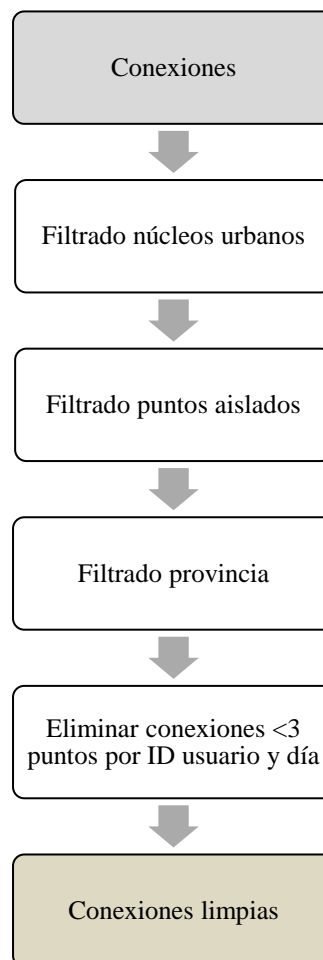 Conexiones
Filtrado núcleos urbanos
Filtrado puntos aislados
Filtrado provincia
Eliminar conexiones <3
puntos por ID usuario y día
Conexiones limpias